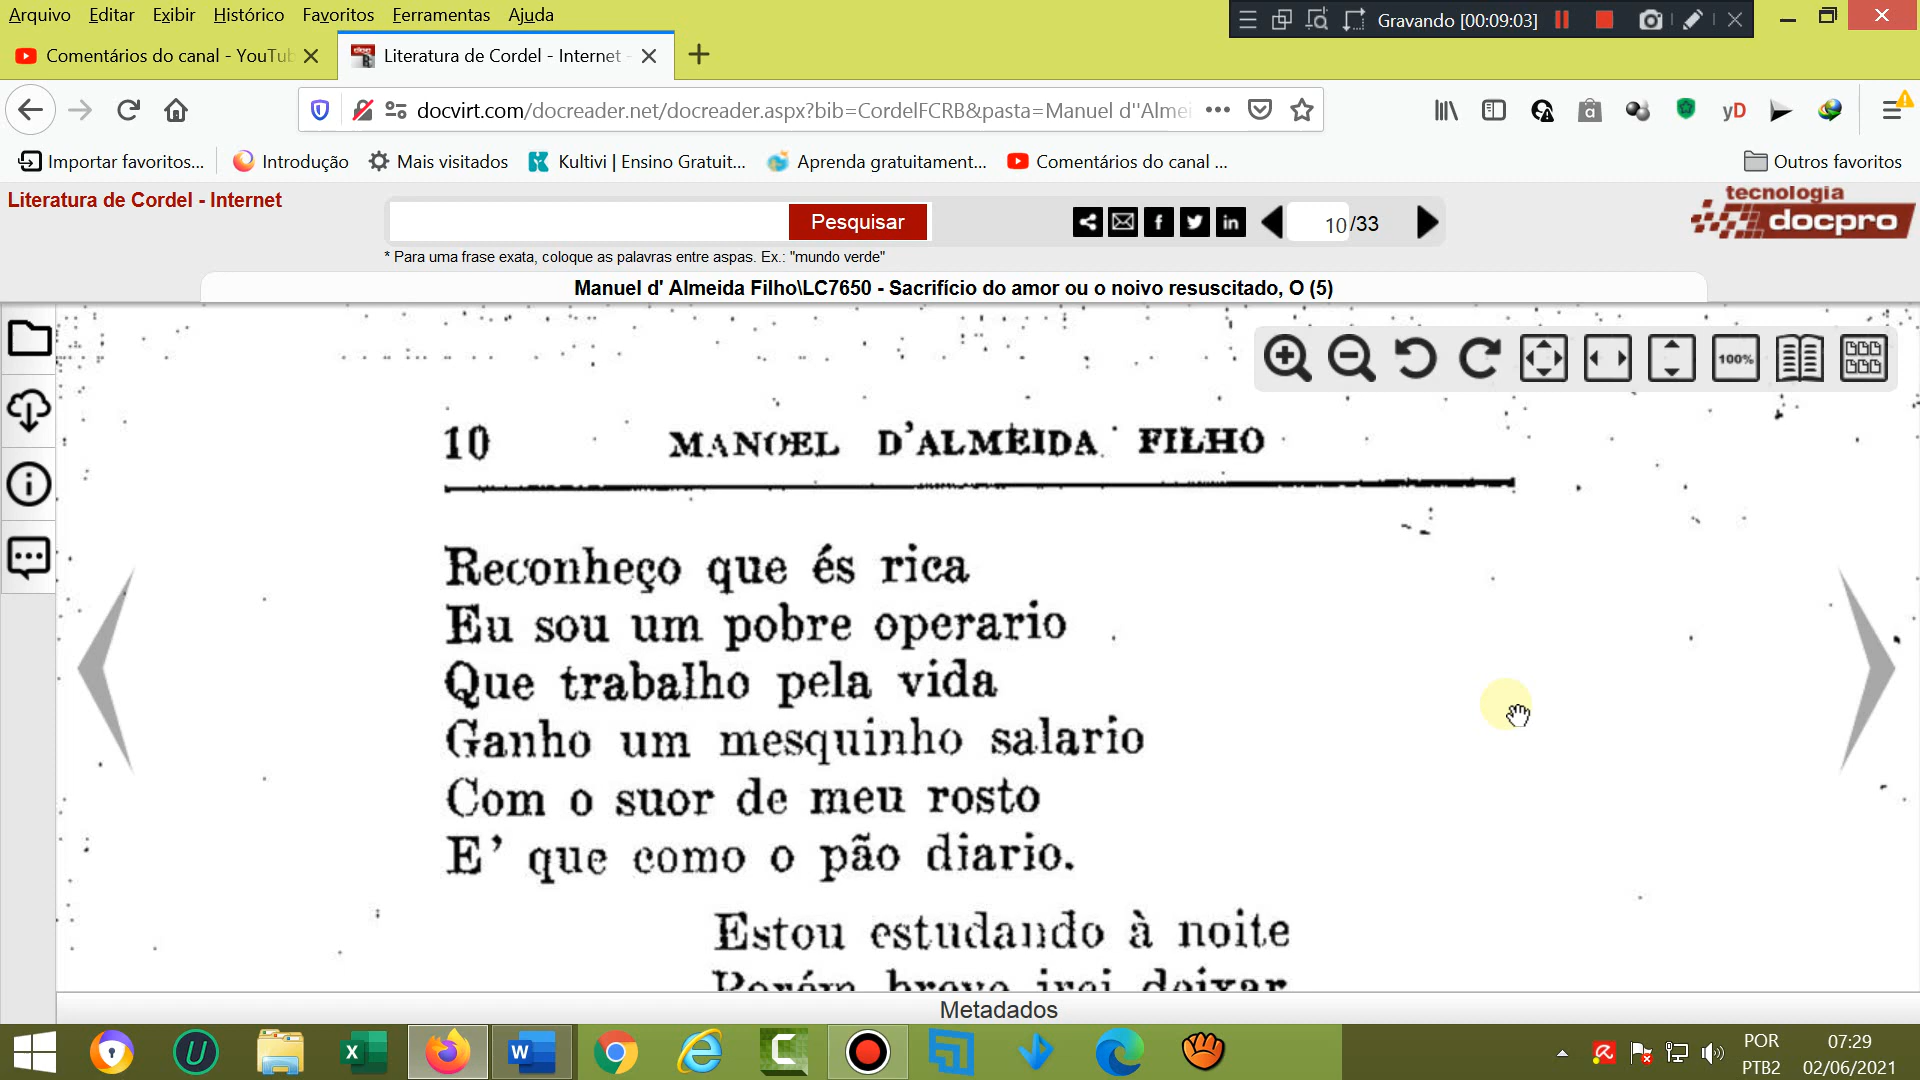 Arquivo Editar Exibir Histórico Favoritos Ferramentas Ajuda
Gravando [00:09:03]
Comentários do canal - YouTub
Literatura de Cordel - Internet -
docvirt.com/docreader.net/docreader.aspx?bib=CordelFCRB&pasta=Manuel d''Almei
yD
Importar favoritos... Introdução Mais visitados Kultivi | Ensino Gratuit... Aprenda gratuitament... Comentários do canal ... Outros favoritos
Literatura de Cordel - Internet
Pesquisar
10 /33
tecnologia
docpro
* Para uma frase exata, coloque as palavras entre aspas. Ex.: "mundo verde"
Manuel d' Almeida Filho\LC7650 - Sacrifício do amor ou o noivo resuscitado, O (5)
100%
10 MANOEL D'ALMEIDA FILHO
Reconheço que és rica
Eu sou um pobre operario
Que trabalho pela vida
Ganho um mesquinho salario
Com o suor de meu rosto
E' que como o pão diario.
Estou estudando à noite
Porém breve irei deixar
Metadados
POR
PTB2
07:29
02/06/2021